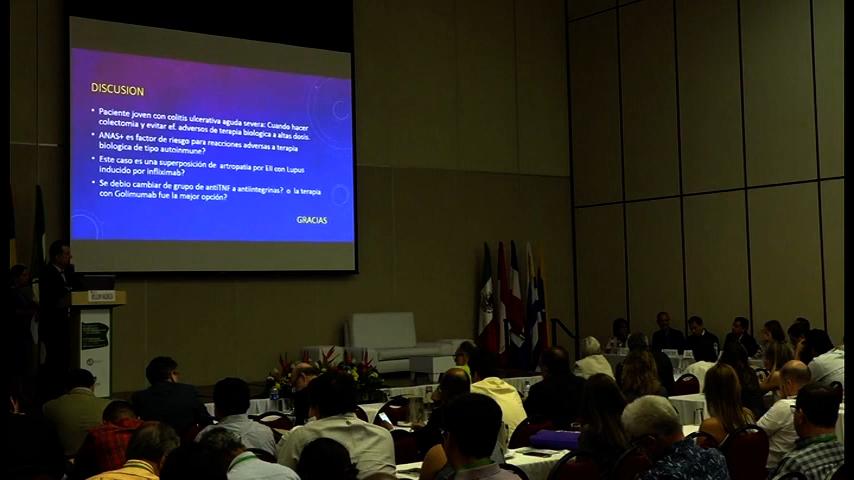 DISCUSION
• Paciente joven con colitis ulcerativa aguda severa: Cuando hacer
colectomia y evitar ef. adversos de terapia biologica a altas dosis.
• ANAS+ es factor de riesgo para reacciones adversas a terapia
biologica de tipo autoinmune?
• Este caso es una superposición de artropatia por EII con Lupus
inducido por infliximab?
• Se debio cambiar de grupo de antiTNF a antiintegrinas? o la terapia
con Golimumab fue la mejor opción?
GRACIAS